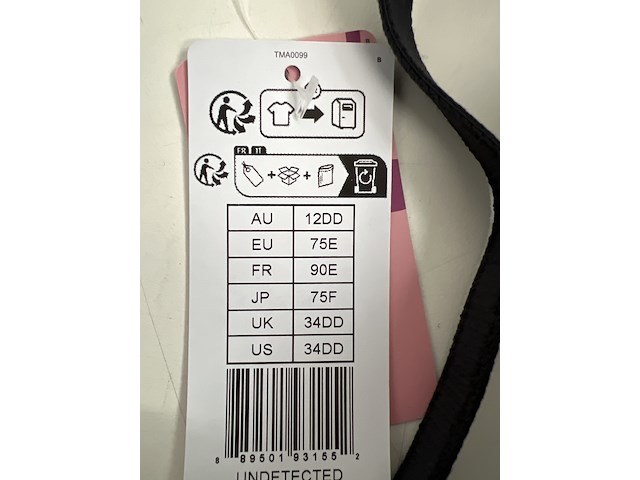 TMA0099
B
FR IT
AU 12DD
EU 75E
FR 90E
JP 75F
UK 34DD
US 34DD
8 89501 93155 2
UNDETECTED